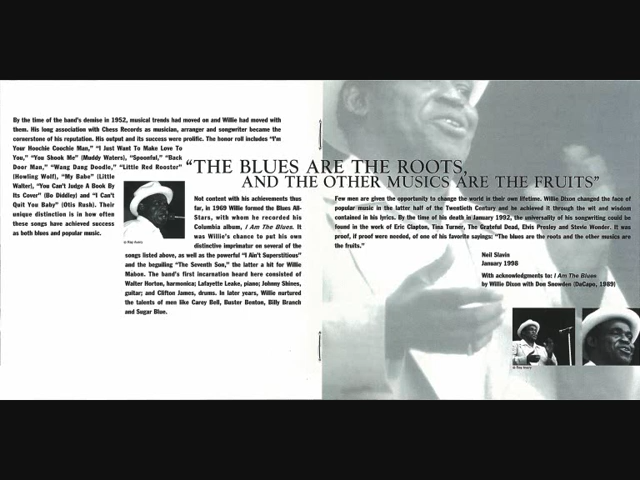 By the time of the band's demise in 1952, musical trends had moved on and Willie had moved with
them. His long association with Chess Records as musician, arranger and songwriter became the
cornerstone of his reputation. His output and its success were prolific. The honor roll includes "I'm
Your Hoochie Coochie Man," "I Just Want To Make Love To
You," "You Shook Me" (Muddy Waters), "Spoonful," "Back
Door Man," "Wang Dang Doodle," "Little Red Rooster"
(Howling Wolf), "My Babe" (Little
Walter), "You Can't Judge A Book By
Its Cover" (Bo Diddley) and "I Can't
Quit You Baby" (Otis Rush). Their
unique distinction is in how often
these songs have achieved success
as both blues and popular music.
"THE BLUES ARE THE ROOTS,
AND THE OTHER MUSICS ARE THE FRUITS"
Not content with his achievements thus
far, in 1969 Willie formed the Blues All-
Stars, with whom he recorded his
Columbia album, I Am The Blues. It
was Willie's chance to put his own
distinctive imprimator on several of the
songs listed above, as well as the powerful "I Ain't Superstitious"
and the beguiling "The Seventh Son," the latter a hit for Willie
Mabon. The band's first incarnation beard here consisted of
Walter Horton, harmonica; Lafayette Leake, piano; Johnny Shines,
guitar; and Clifton James, drums. In later years, Willie nurtured
the talents of men like Carey Bell, Buster Benton, Billy Branch
and Sugar Blue.
Few men are given the opportunity to change the world in their own lifetime. Willie Dixon changed the face of
popular music in the latter half of the Twentieth Century and he achieved it through the wit and wisdom
contained in his lyrics. By the time of his death in January 1992, the universality of his songwriting could be
found in the work of Eric Clapton, Tina Turner, The Grateful Dead, Elvis Presley and Stevie Wonder. It was
proof, if proof were needed, of one of his favorite sayings: "The blues are the roots and the other musics are
the fruits."
Neil Slavin
January 1998
With acknowledgments to: I Am The Blues
by Willie Dixon with Don Snowden (DaCapo, 1989)